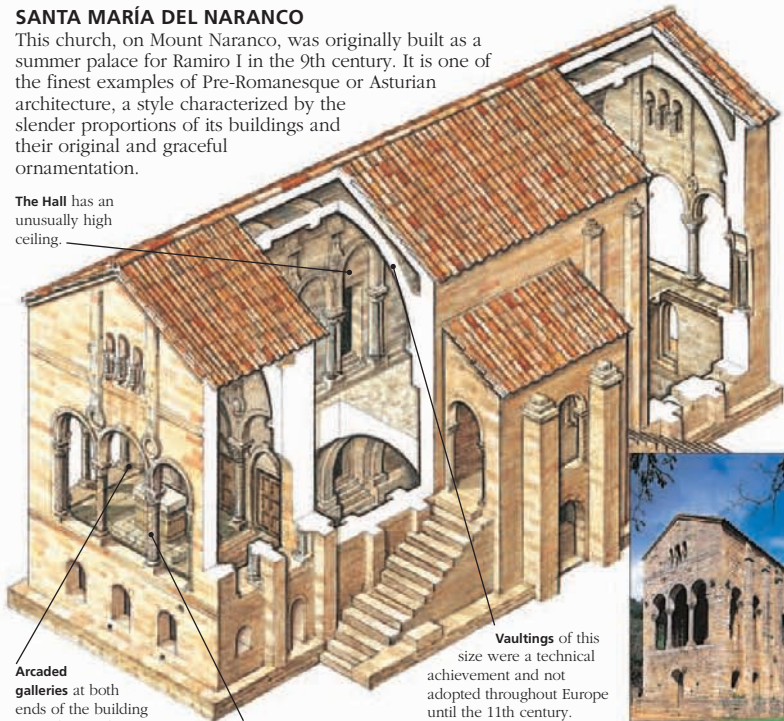 SANTA MARÍA DEL NARANCO
This church, on Mount Naranco, was originally built as a
summer palace for Ramiro I in the 9th century. It is one of
the finest examples of Pre-Romanesque or Asturian
architecture, a style characterized by the
slender proportions of its buildings and
their original and graceful
ornamentation.
The Hall has an
unusually high
ceiling.
Arcaded
galleries at both
ends of the building
Vaultings of this
size were a technical
achievement and not
adopted throughout Europe
until the 11th century.